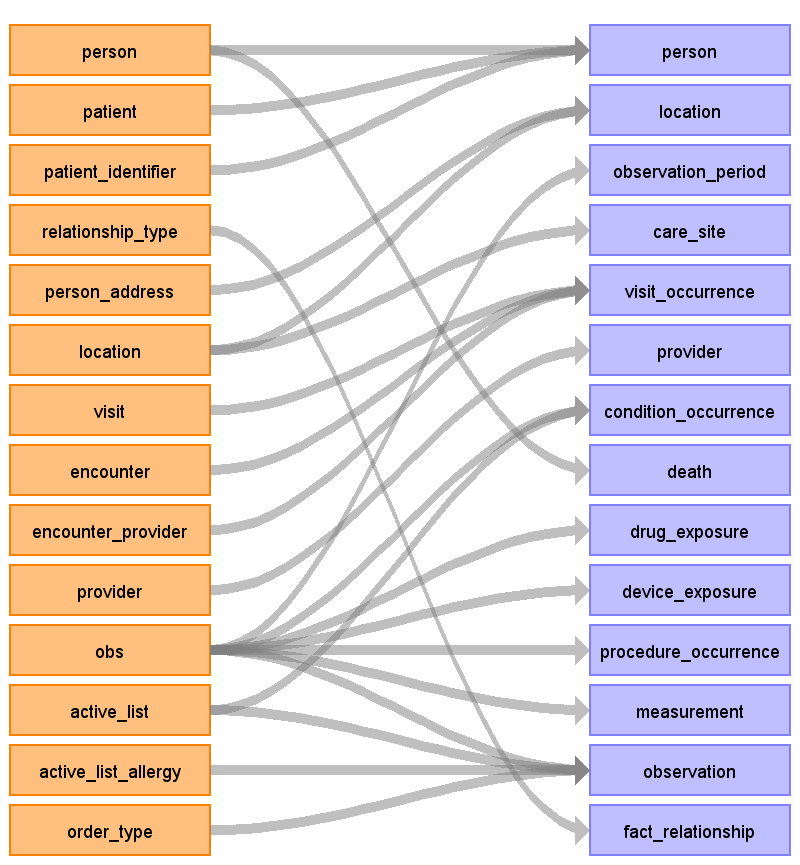 person
person
patient
location
patient_identifier
observation_period
relationship_type
care_site
person_address
visit_occurrence
location
provider
visit
condition_occurrence
encounter
death
encounter_provider
drug_exposure
provider
device_exposure
obs
procedure_occurrence
active_list
measurement
active_list_allergy
observation
order_type
fact_relationship